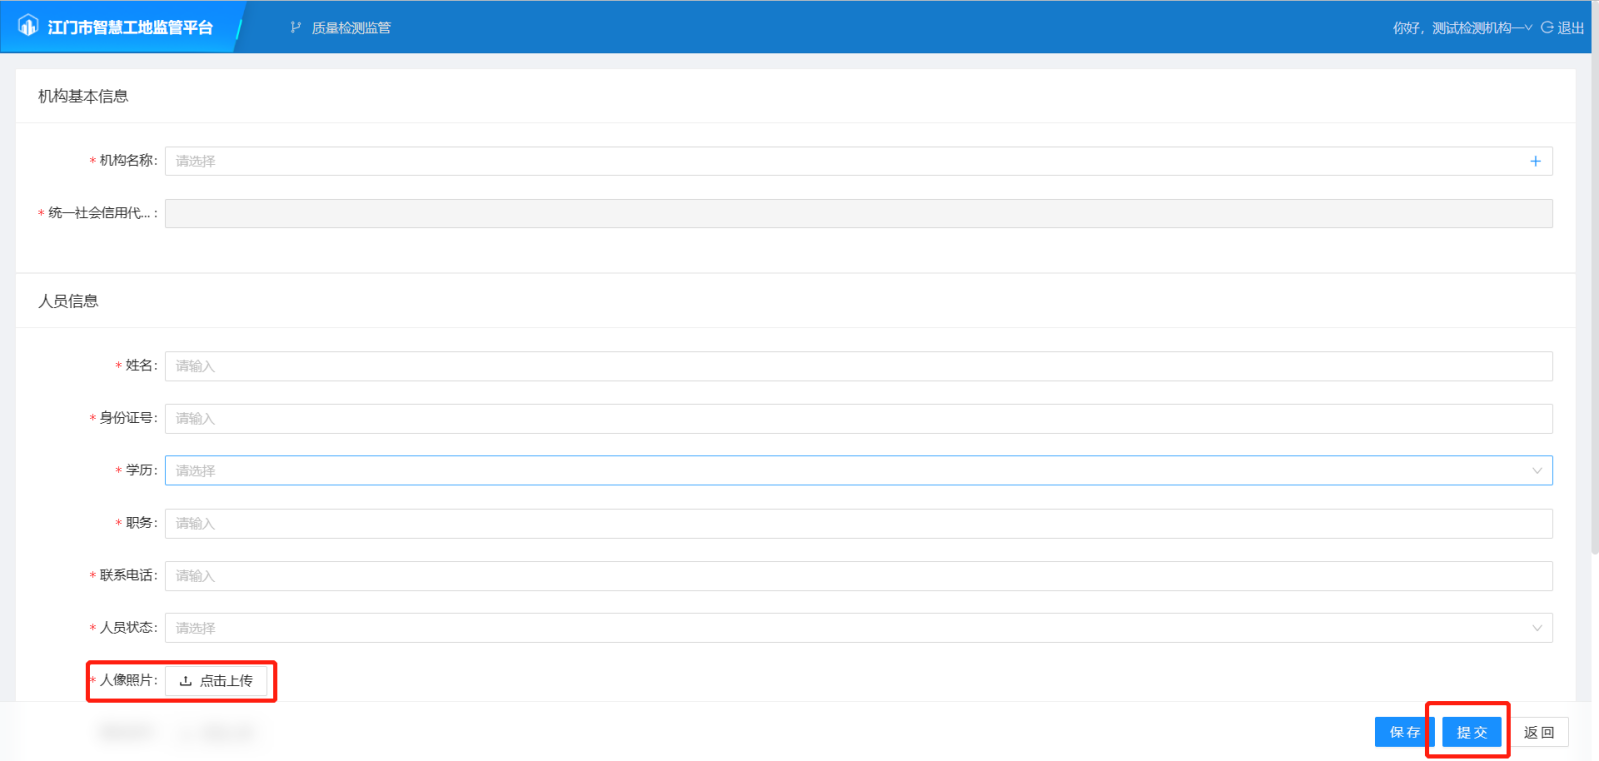 江门市智慧工地监管平台
质量检测监管
你好, 测试检测机构一 退出
机构基本信息
* 机构名称: 请选择 +
* 统一社会信用代... :
人员信息
* 姓名: 请输入
* 身份证号: 请输入
* 学历: 请选择
* 职务: 请输入
* 联系电话: 请输入
* 人员状态: 请选择
* 人像照片: 点击上传
保存 提交 返回